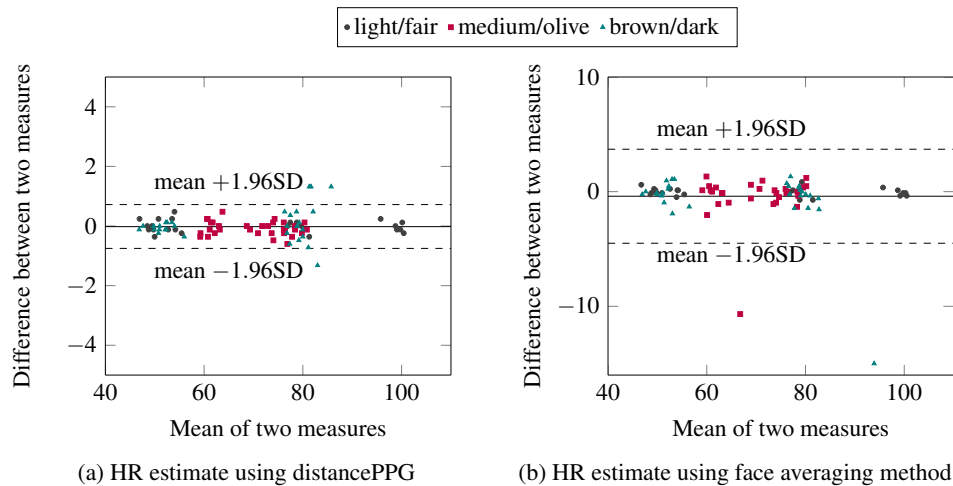 light/fair medium/olive brown/dark
Difference between two measures
4
2
0
−2
−4
mean +1.96SD
mean −1.96SD
40 60 80 100
Mean of two measures
(a) HR estimate using distancePPG
Difference between two measures
10
0
−10
mean +1.96SD
mean −1.96SD
40 60 80 100
Mean of two measures
(b) HR estimate using face averaging method